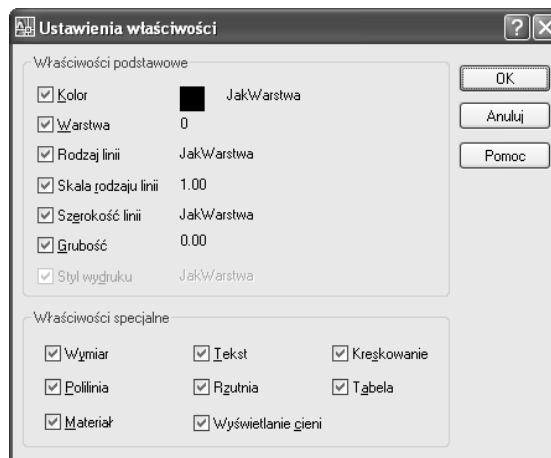 Ustawienia właściwości
Właściwości podstawowe
Kolor JakWarstwa
Warstwa 0
Rodzaj linii JakWarstwa
Skala rodzaju linii 1.00
Szerokość linii JakWarstwa
Grubość 0.00
Styl wydruku JakWarstwa
OK
Anuluj
Pomoc
Właściwości specjalne
Wymiar Tekst Kreskowanie
Polilinia Rzutnia Tabela
Materiał Wyświetlanie cieni